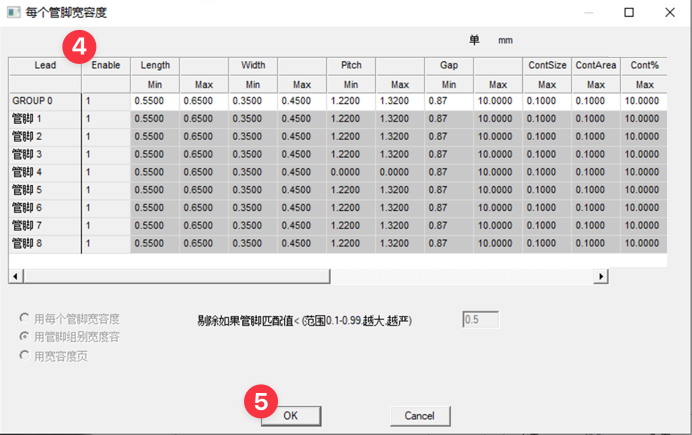 每个管脚宽容度
单 mm
4
Lead Enable Length Width Pitch Gap ContSize ContArea Cont%
Min Max Min Max Min Max Min Max Max Max Max
GROUP 0 1 0.5500 0.6500 0.3500 0.4500 1.2200 1.3200 0.87 10.0000 0.1000 0.1000 10.0000
管脚 1 1 0.5500 0.6500 0.3500 0.4500 1.2200 1.3200 0.87 10.0000 0.1000 0.1000 10.0000
管脚 2 1 0.5500 0.6500 0.3500 0.4500 1.2200 1.3200 0.87 10.0000 0.1000 0.1000 10.0000
管脚 3 1 0.5500 0.6500 0.3500 0.4500 1.2200 1.3200 0.87 10.0000 0.1000 0.1000 10.0000
管脚 4 1 0.5500 0.6500 0.3500 0.4500 0.0000 0.0000 0.87 10.0000 0.1000 0.1000 10.0000
管脚 5 1 0.5500 0.6500 0.3500 0.4500 1.2200 1.3200 0.87 10.0000 0.1000 0.1000 10.0000
管脚 6 1 0.5500 0.6500 0.3500 0.4500 1.2200 1.3200 0.87 10.0000 0.1000 0.1000 10.0000
管脚 7 1 0.5500 0.6500 0.3500 0.4500 1.2200 1.3200 0.87 10.0000 0.1000 0.1000 10.0000
管脚 8 1 0.5500 0.6500 0.3500 0.4500 1.2200 1.3200 0.87 10.0000 0.1000 0.1000 10.0000
用每个管脚宽容度
用管脚组别宽度容
用宽容度页
剔除如果管脚匹配值< (范围0.1-0.99.越大,越严) 0.5
5
OK Cancel